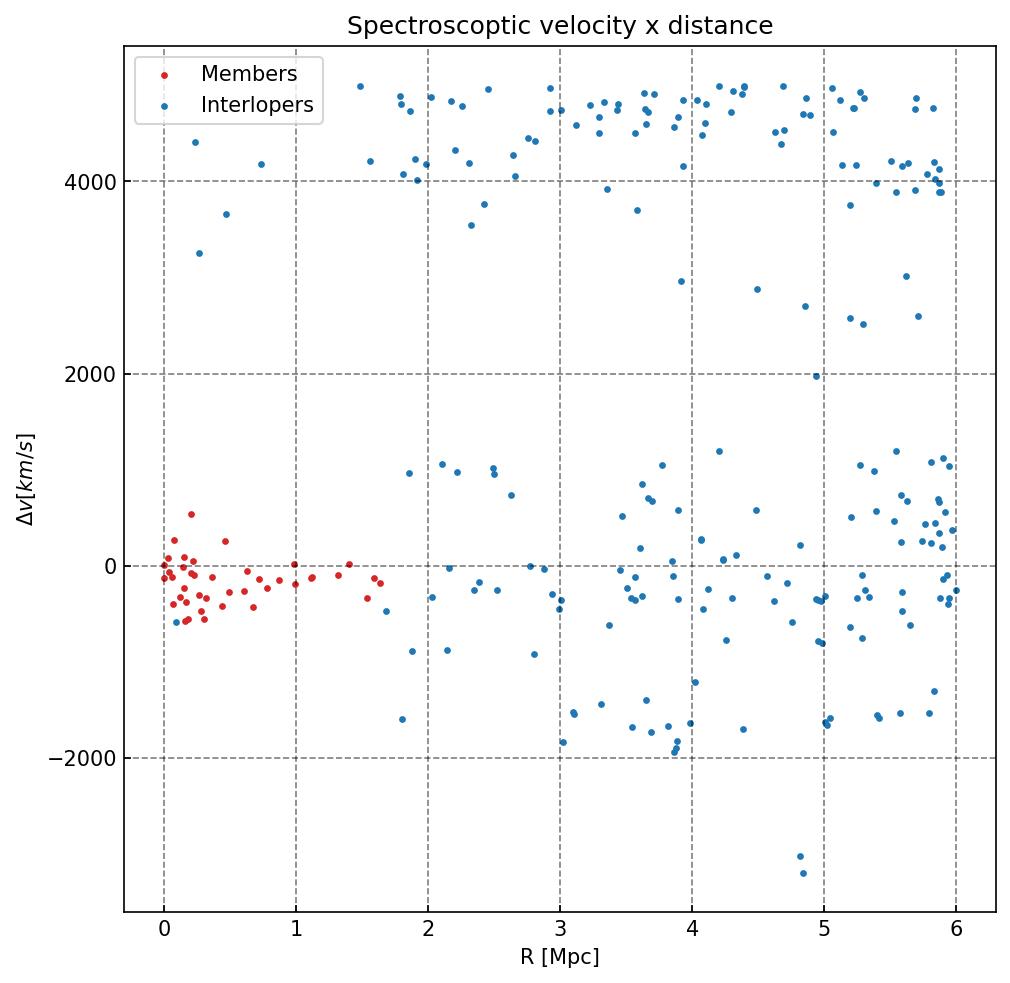 Spectroscoptic velocity x distance
Members
Interlopers
4000
2000
0
−2000
Δv[km/s]
0 1 2 3 4 5 6
R [Mpc]